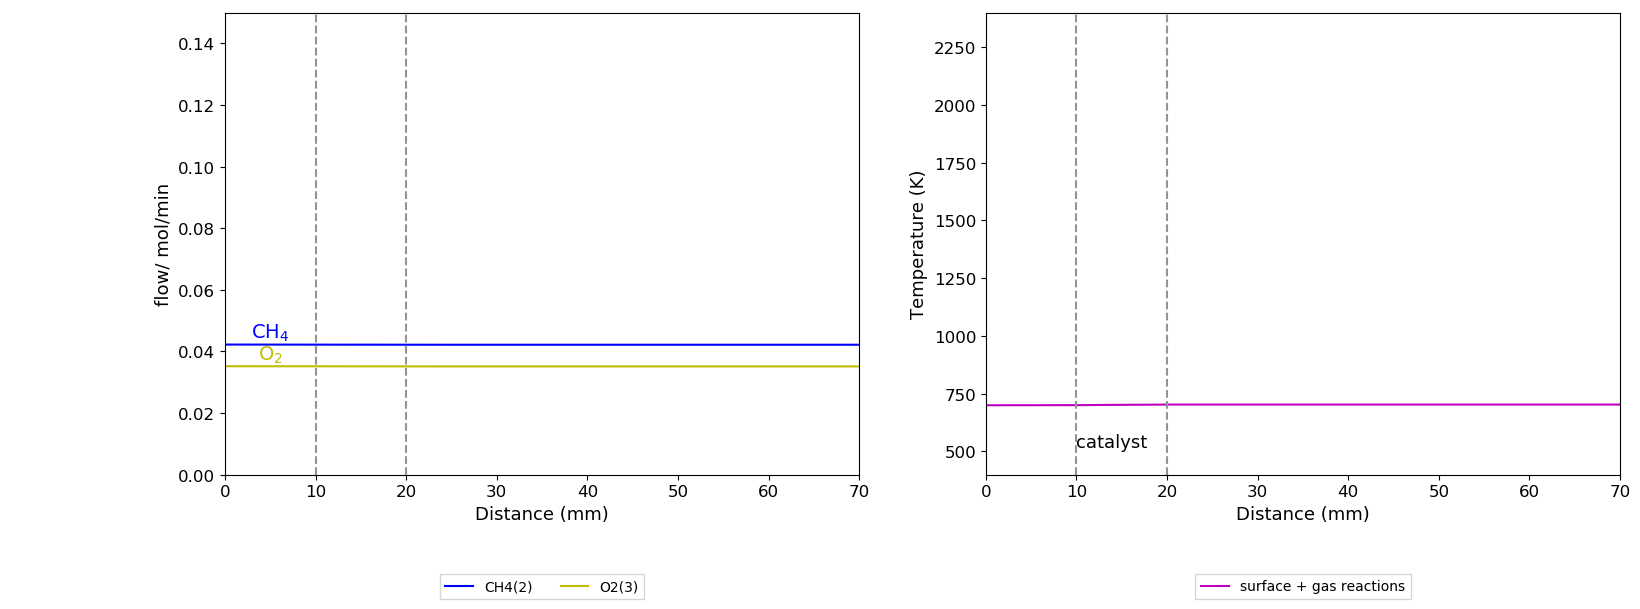 0.14
0.12
0.10
0.08
0.06
0.04
0.02
0.00
flow/ mol/min
CH₄
O₂
0 10 20 30 40 50 60 70
Distance (mm)
CH4(2) O2(3)
2250
2000
1750
1500
1250
1000
750
500
Temperature (K)
catalyst
0 10 20 30 40 50 60 70
Distance (mm)
surface + gas reactions